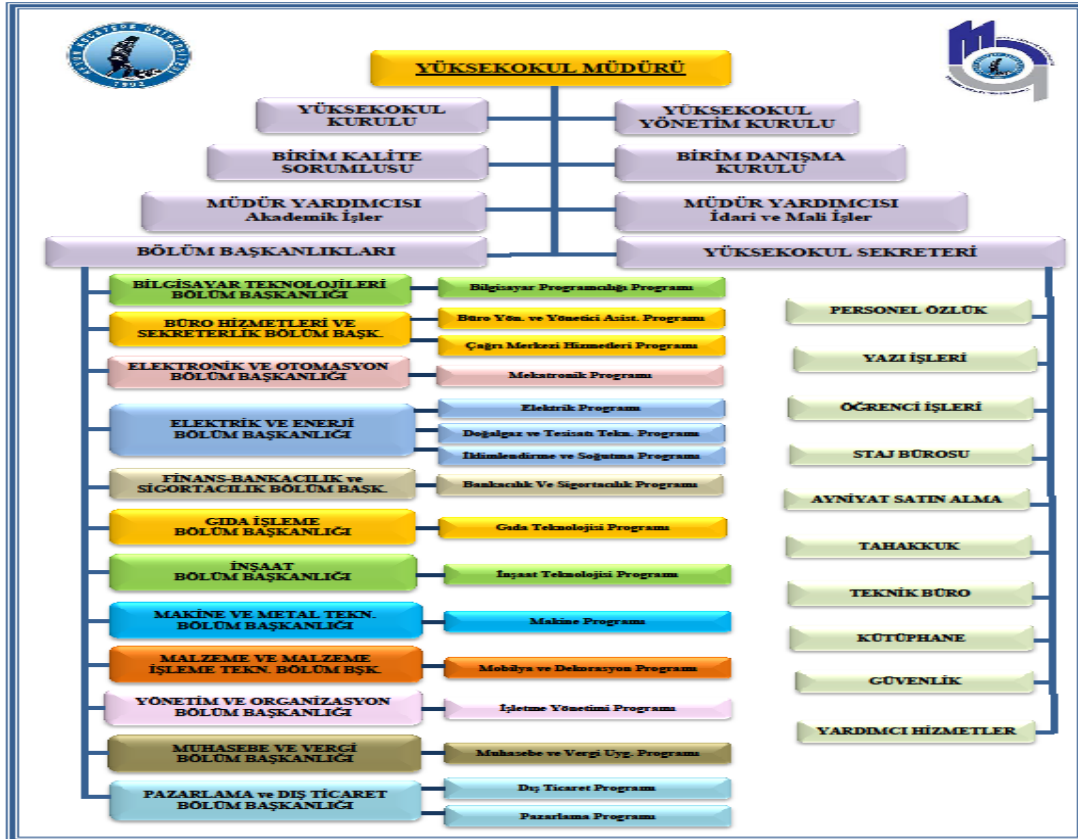 YÜKSEKOKUL MÜDÜRÜ
YÜKSEKOKUL
KURULU
YÜKSEKOKUL
YÖNETİM KURULU
BİRİM KALİTE
SORUMLUSU
BİRİM DANIŞMA
KURULU
MÜDÜR YARDIMCISI
Akademik İşler
MÜDÜR YARDIMCISI
İdari ve Mali İşler
BÖLÜM BAŞKANLIKLARI
YÜKSEKOKUL SEKRETERİ
BİLGİSAYAR TEKNOLOJİLERİ
BÖLÜM BAŞKANLIĞI
Bilgisayar Programcılığı Programı
BÜRO HİZMETLERİ VE
SEKRETERLİK BÖLÜM BAŞK.
Büro Yön. ve Yönetici Asist. Programı
Çağrı Merkezi Hizmetleri Programı
ELEKTRONİK VE OTOMASYON
BÖLÜM BAŞKANLIĞI
Mekatronik Programı
ELEKTRİK VE ENERJİ
BÖLÜM BAŞKANLIĞI
Elektrik Programı
Doğalgaz ve Tesisatı Tekn. Programı
İklimlendirme ve Soğutma Programı
FİNANS-BANKACILIK ve
SİGORTACILIK BÖLÜM BAŞK.
Bankacılık Ve Sigortacılık Programı
GIDA İŞLEME
BÖLÜM BAŞKANLIĞI
Gıda Teknolojisi Programı
İNŞAAT
BÖLÜM BAŞKANLIĞI
İnşaat Teknolojisi Programı
MAKİNE VE METAL TEKN.
BÖLÜM BAŞKANLIĞI
Makine Programı
MALZEME VE MALZEME
İŞLEME TEKN. BÖLÜM BŞK.
Mobilya ve Dekorasyon Programı
YÖNETİM VE ORGANİZASYON
BÖLÜM BAŞKANLIĞI
İşletme Yönetimi Programı
MUHASEBE VE VERGİ
BÖLÜM BAŞKANLIĞI
Muhasebe ve Vergi Uyg. Programı
PAZARLAMA ve DIŞ TİCARET
BÖLÜM BAŞKANLIĞI
Dış Ticaret Programı
Pazarlama Programı
PERSONEL ÖZLÜK
YAZI İŞLERİ
ÖĞRENCİ İŞLERİ
STAJ BÜROSU
AYNİYAT SATIN ALMA
TAHAKKUK
TEKNİK BÜRO
KÜTÜPHANE
GÜVENLİK
YARDIMCI HİZMETLER
AFYON KOCATEPE ÜNİVERSİTESİ
1992